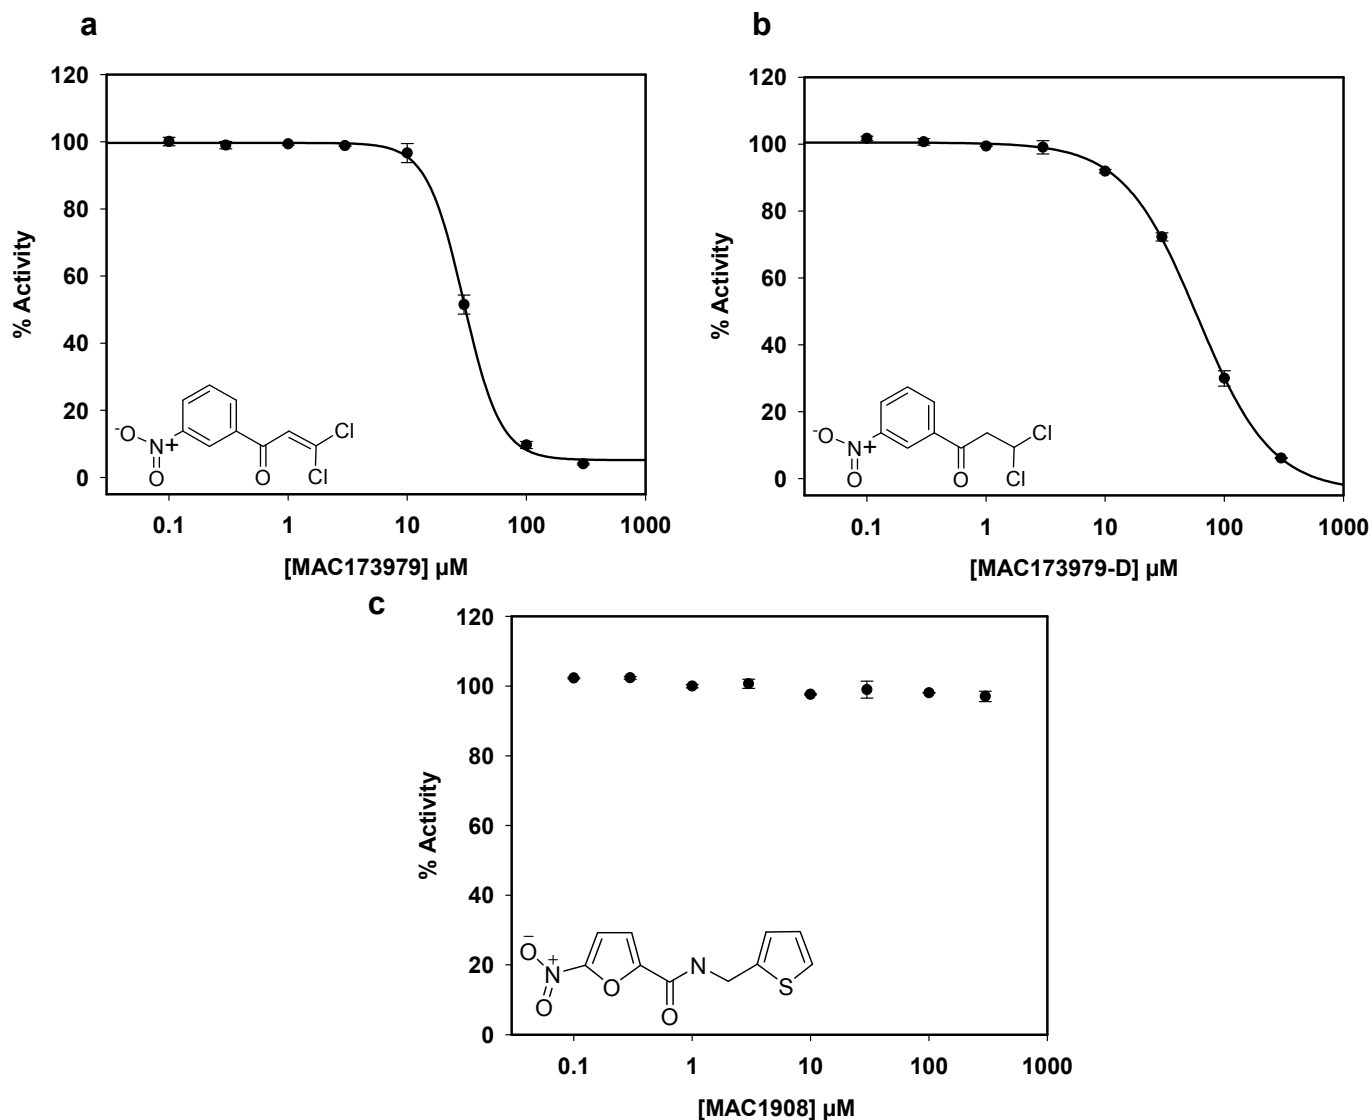 a
120
100
80
60
40
20
0
% Activity
-O
N+
O
O
Cl
Cl
0.1 1 10 100 1000
[MAC173979] µM
b
120
100
80
60
40
20
0
% Activity
-O
N+
O
O
Cl
Cl
0.1 1 10 100 1000
[MAC173979-D] µM
c
120
100
80
60
40
20
0
% Activity
O−
N+
O
O
O
N
S
0.1 1 10 100 1000
[MAC1908] µM